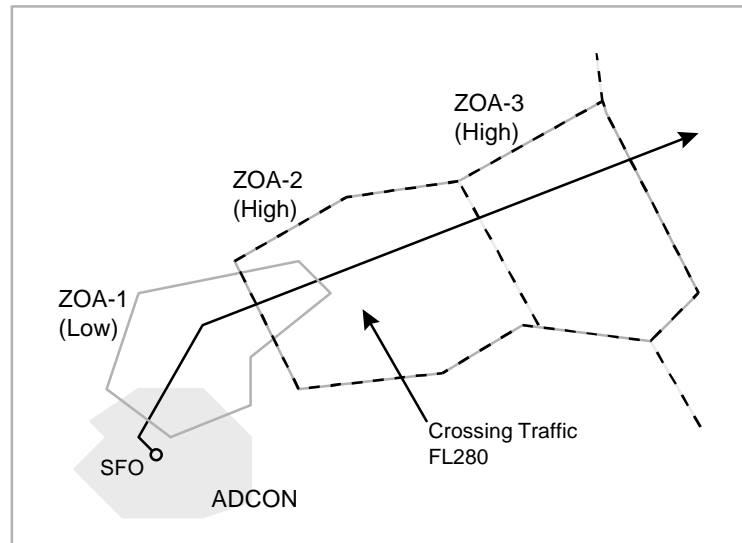 ZOA-3
(High)
ZOA-2
(High)
ZOA-1
(Low)
Crossing Traffic
FL280
SFO
ADCON